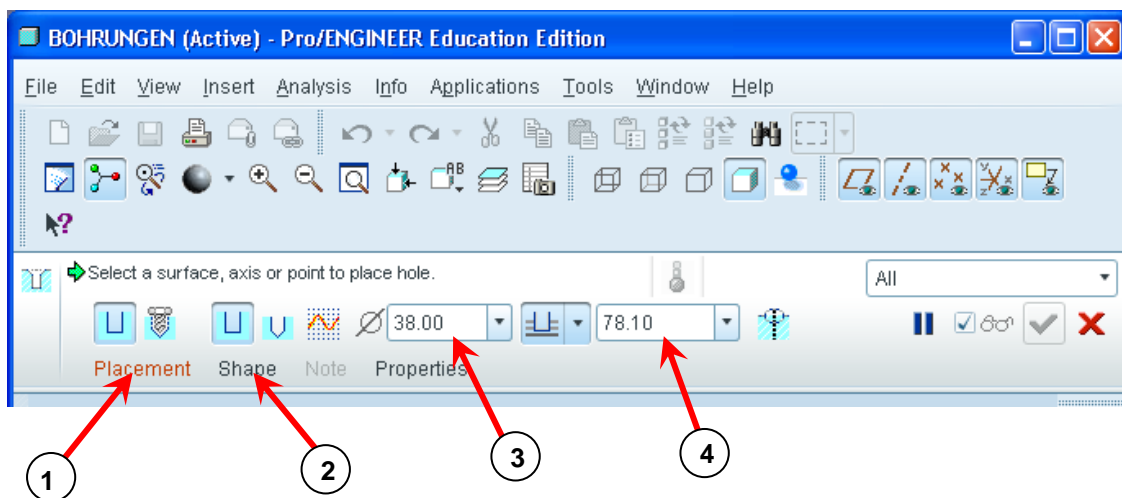 BOHRUNGEN (Active) - Pro/ENGINEER Education Edition
File Edit View Insert Analysis Info Applications Tools Window Help
Select a surface, axis or point to place hole.
All
38.00
78.10
Placement Shape Note Properties
1 2 3 4